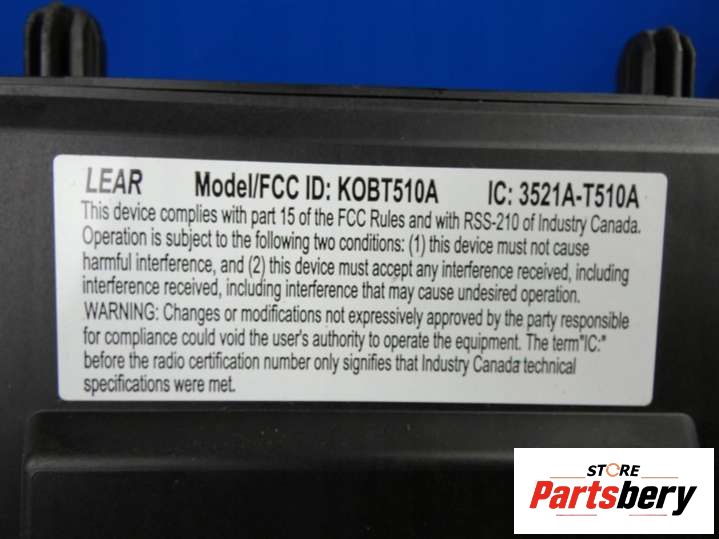 LEAR Model/FCC ID: KOBT510A IC: 3521A-T510A
This device complies with part 15 of the FCC Rules and with RSS-210 of Industry Canada.
Operation is subject to the following two conditions: (1) this device must not cause
harmful interference, and (2) this device must accept any interference received, including
interference received, including interference that may cause undesired operation.
WARNING: Changes or modifications not expressively approved by the party responsible
for compliance could void the user's authority to operate the equipment. The term"IC:"
before the radio certification number only signifies that Industry Canada technical
specifications were met.
STORE
Partsbery